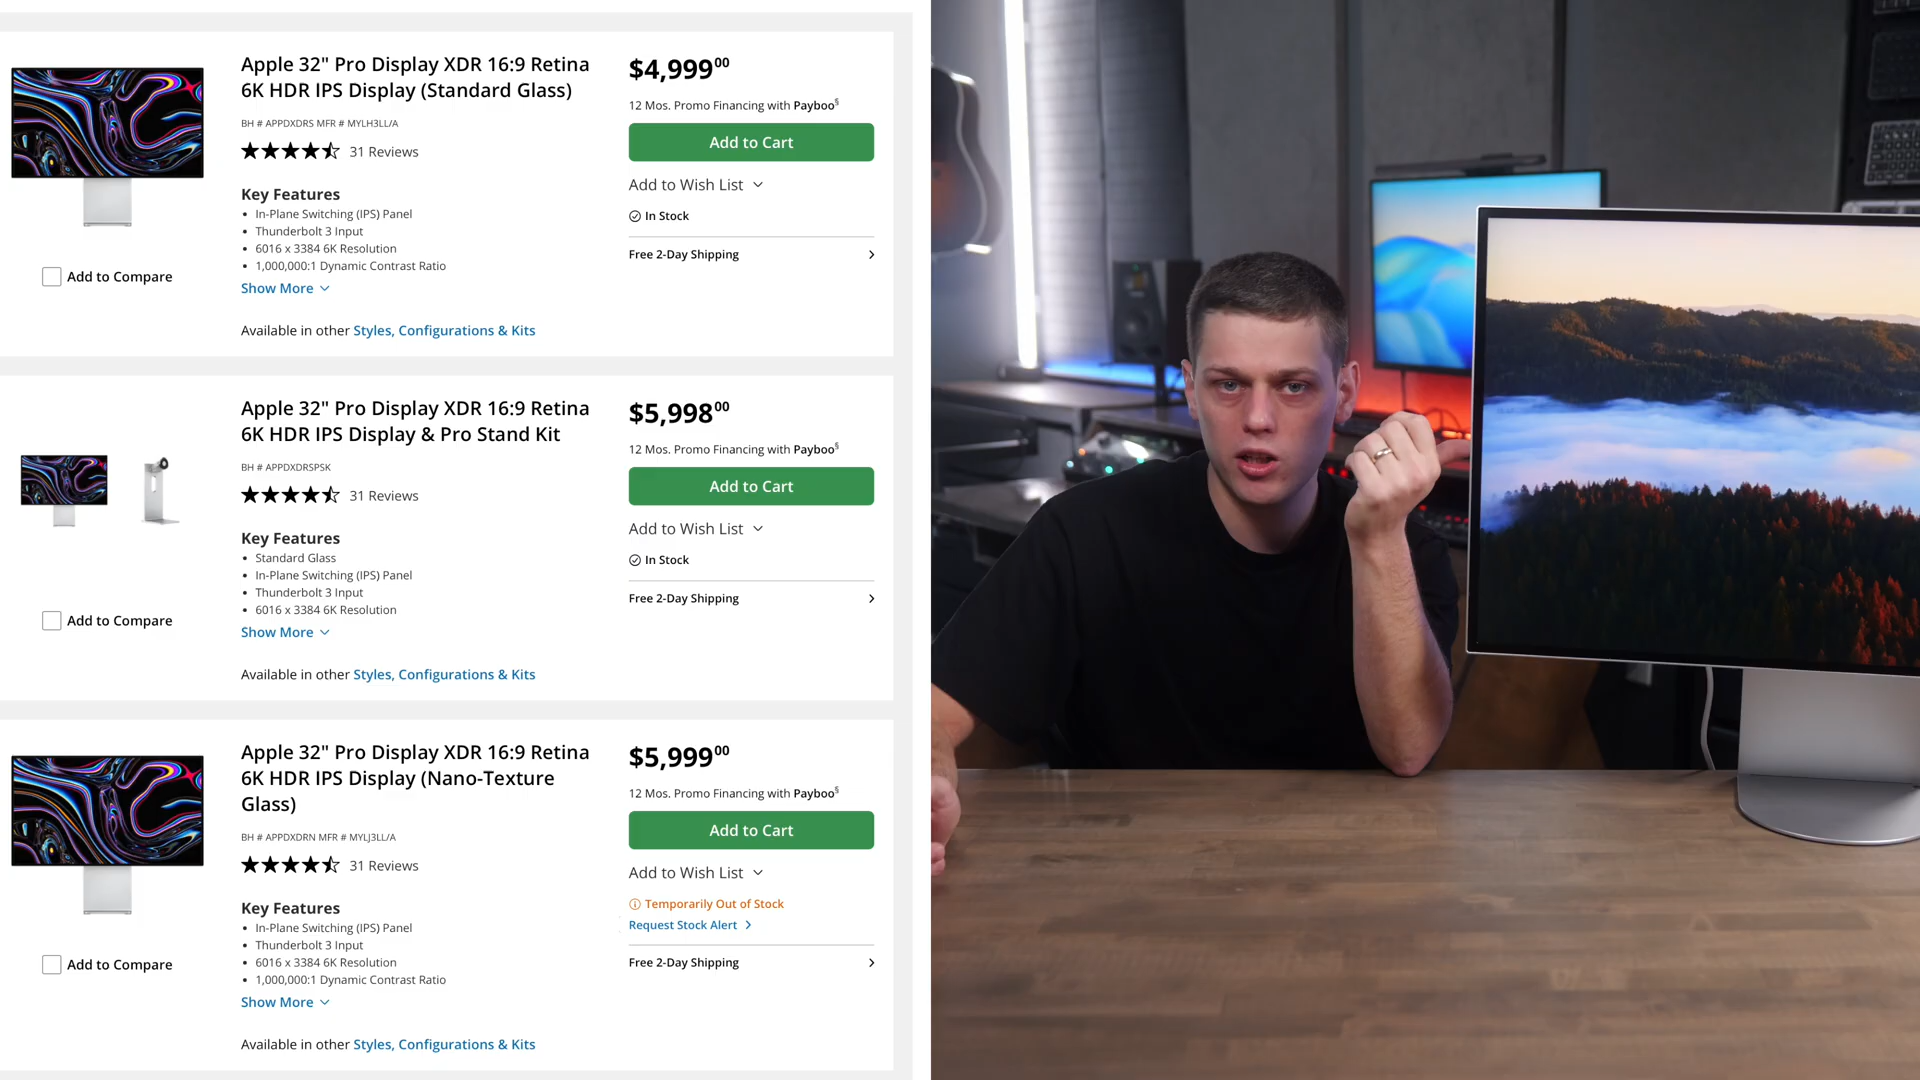 Apple 32" Pro Display XDR 16:9 Retina
6K HDR IPS Display (Standard Glass)
BH # APPDXDRS MFR # MYLH3LL/A
31 Reviews
Key Features
• In-Plane Switching (IPS) Panel
• Thunderbolt 3 Input
• 6016 x 3384 6K Resolution
• 1,000,000:1 Dynamic Contrast Ratio
Show More
Available in other Styles, Configurations & Kits
Add to Compare
$4,99900
12 Mos. Promo Financing with Payboo§
Add to Cart
Add to Wish List
In Stock
Free 2-Day Shipping
Apple 32" Pro Display XDR 16:9 Retina
6K HDR IPS Display & Pro Stand Kit
BH # APPDXDRSPSK
31 Reviews
Key Features
• Standard Glass
• In-Plane Switching (IPS) Panel
• Thunderbolt 3 Input
• 6016 x 3384 6K Resolution
Show More
Available in other Styles, Configurations & Kits
Add to Compare
$5,99800
12 Mos. Promo Financing with Payboo§
Add to Cart
Add to Wish List
In Stock
Free 2-Day Shipping
Apple 32" Pro Display XDR 16:9 Retina
6K HDR IPS Display (Nano-Texture
Glass)
BH # APPDXDRN MFR # MYLJ3LL/A
31 Reviews
Key Features
• In-Plane Switching (IPS) Panel
• Thunderbolt 3 Input
• 6016 x 3384 6K Resolution
• 1,000,000:1 Dynamic Contrast Ratio
Show More
Available in other Styles, Configurations & Kits
Add to Compare
$5,99900
12 Mos. Promo Financing with Payboo§
Add to Cart
Add to Wish List
Temporarily Out of Stock
Request Stock Alert
Free 2-Day Shipping